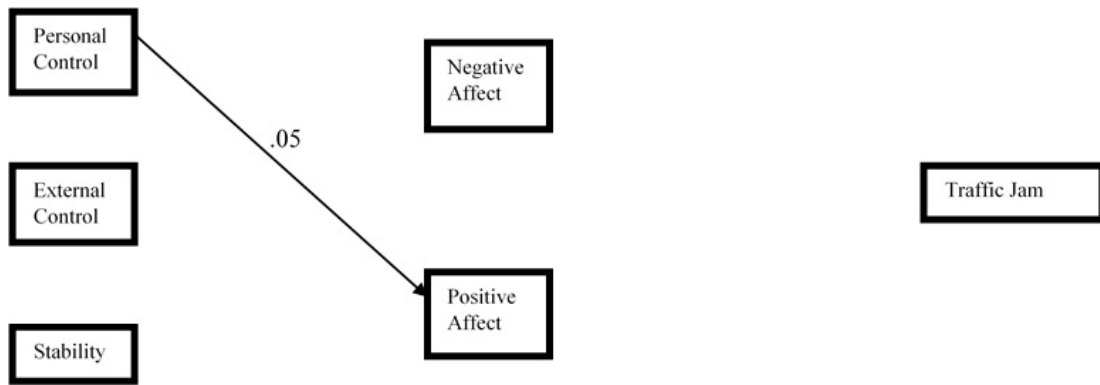 Personal
Control
Negative
Affect
.05
External
Control
Traffic Jam
Positive
Affect
Stability